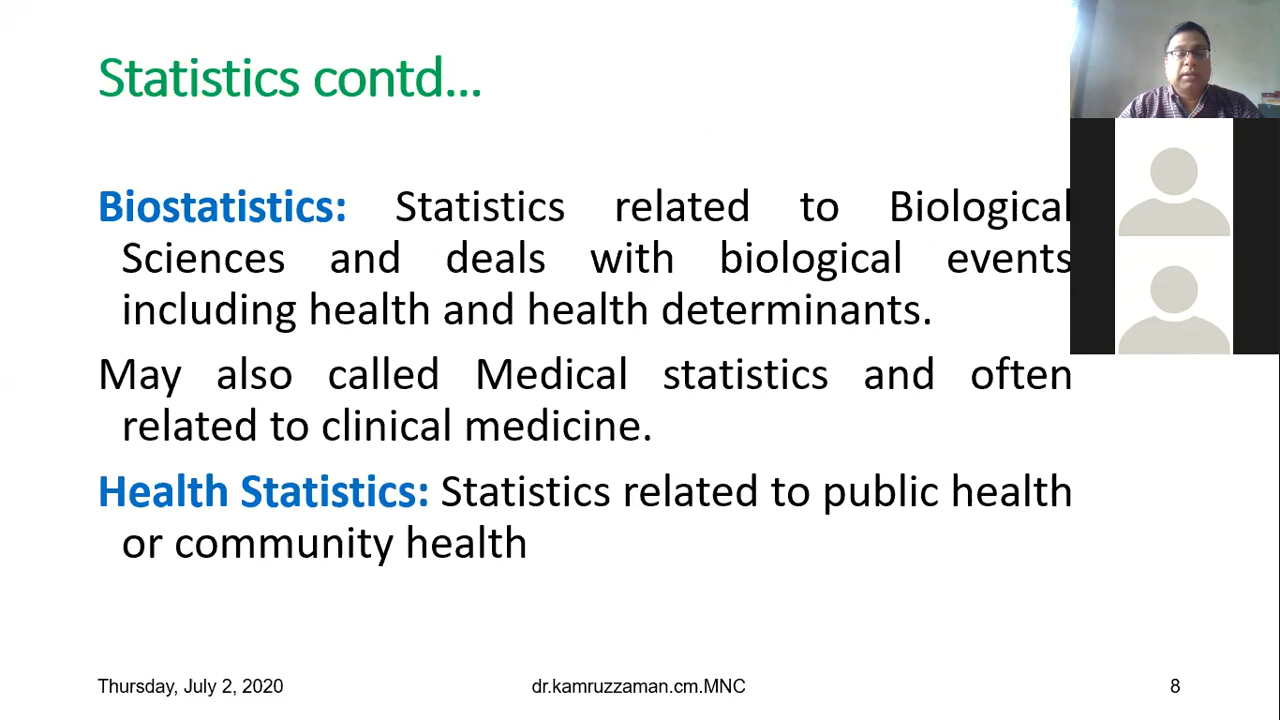 Statistics contd...
Biostatistics: Statistics related to Biological
Sciences and deals with biological events
including health and health determinants.
May also called Medical statistics and often
related to clinical medicine.
Health Statistics: Statistics related to public health
or community health
Thursday, July 2, 2020
dr.kamruzzaman.cm.MNC
8